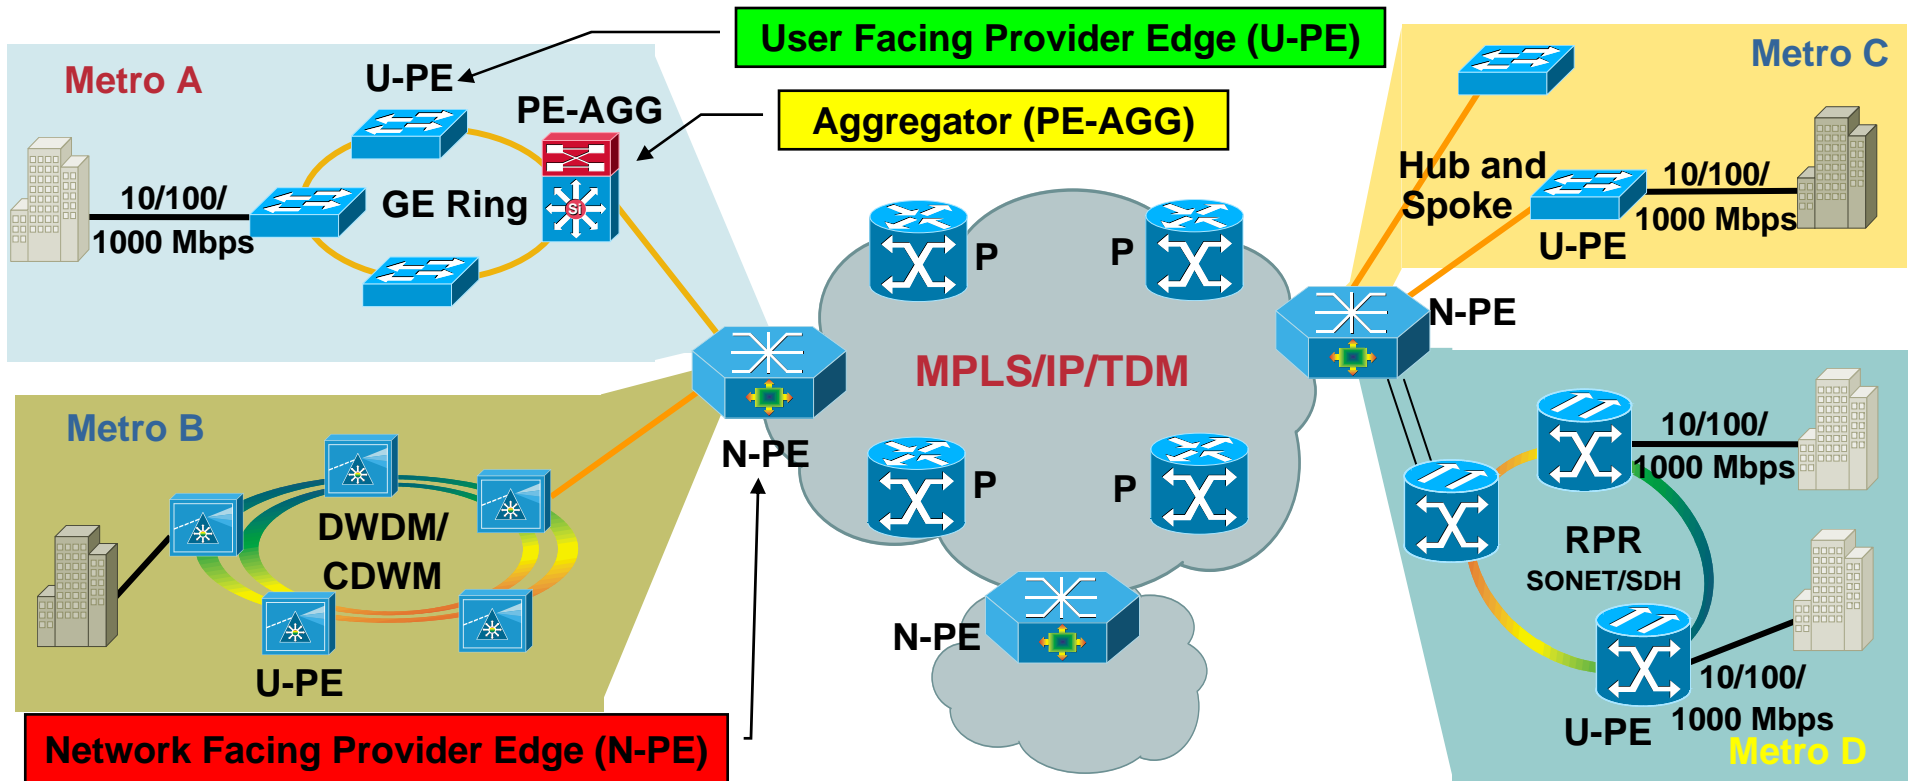 User Facing Provider Edge (U-PE)
Metro A
U-PE
PE-AGG
Aggregator (PE-AGG)
10/100/
1000 Mbps
GE Ring
Si
Metro C
Hub and
Spoke
10/100/
1000 Mbps
U-PE
N-PE
P
P
MPLS/IP/TDM
P
P
N-PE
N-PE
Metro B
DWDM/
CDWM
U-PE
Network Facing Provider Edge (N-PE)
10/100/
1000 Mbps
RPR
SONET/SDH
10/100/
1000 Mbps
U-PE
Metro D